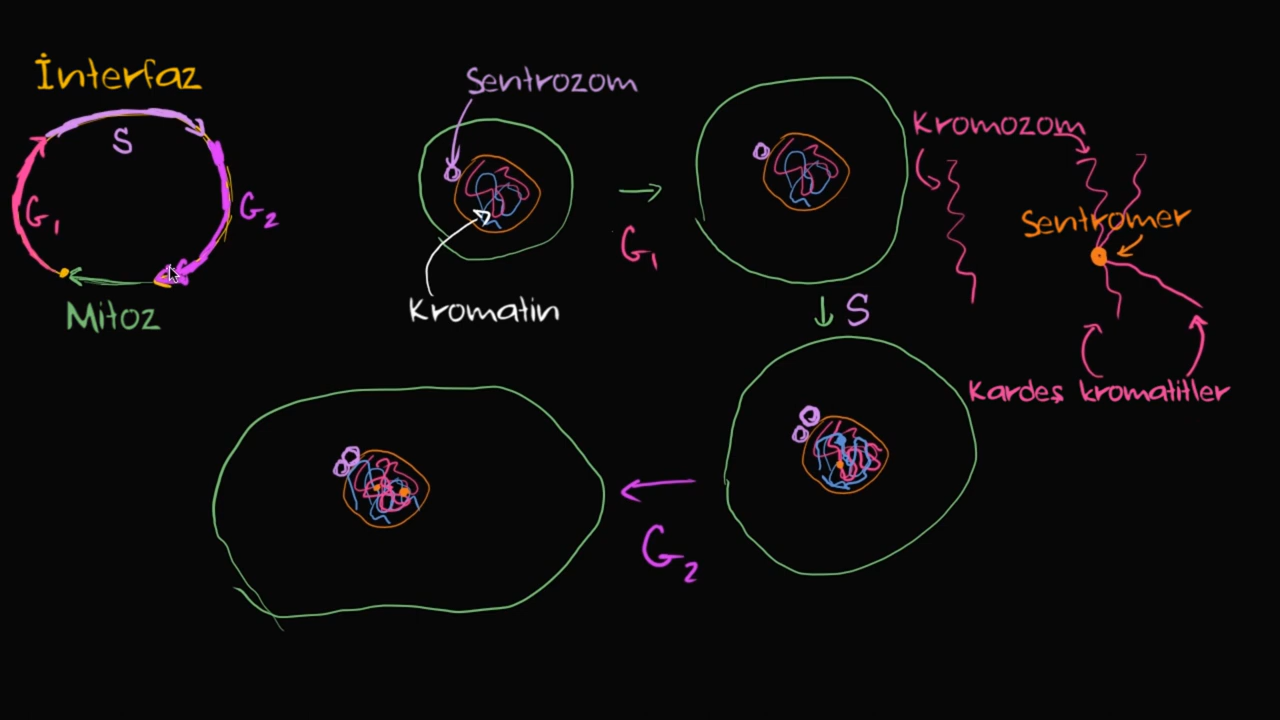 İnterfaz
S
G₁
G₂
Mitoz
Sentrozom
Kromatin
G₁
Kromozom
Sentromer
Kardeş kromatitler
S
G₂